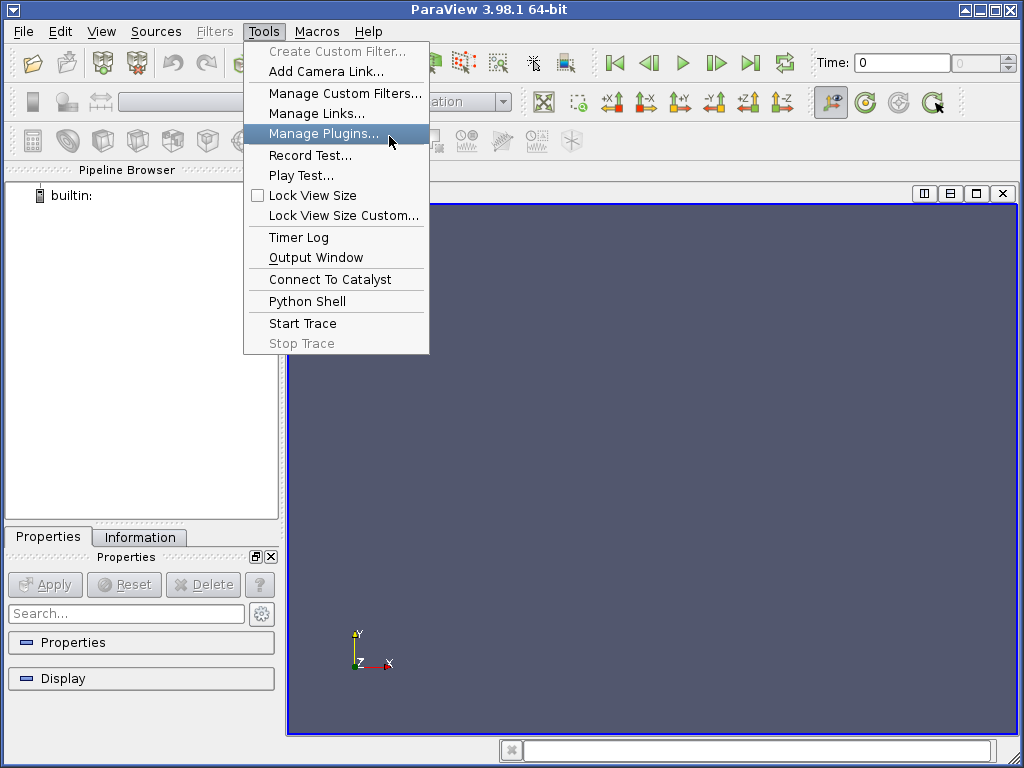 ParaView 3.98.1 64-bit
File Edit View Sources Filters Tools Macros Help
Create Custom Filter...
Add Camera Link...
Manage Custom Filters...
Manage Links...
Manage Plugins...
Record Test...
Play Test...
Lock View Size
Lock View Size Custom...
Timer Log
Output Window
Connect To Catalyst
Python Shell
Start Trace
Stop Trace
Time: 0 0
ation
-X +X +Y -Y +Z -Z
Pipeline Browser
builtin:
Properties Information
Properties
Apply Reset Delete ?
Search...
Properties
Display
Y
Z X